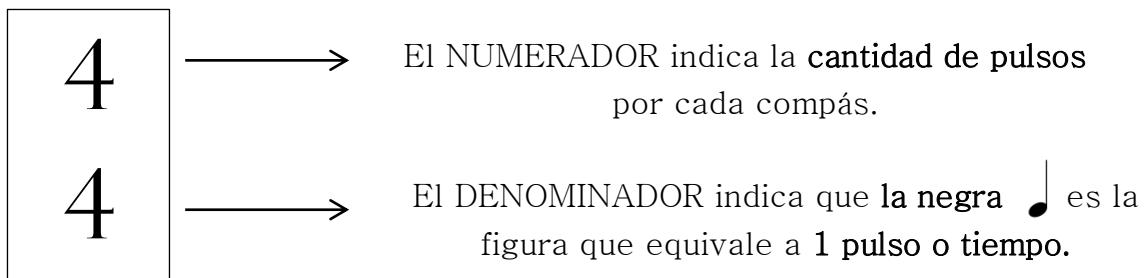 4
El NUMERADOR indica la cantidad de pulsos
por cada compás.
4
El DENOMINADOR indica que la negra es la
figura que equivale a 1 pulso o tiempo.